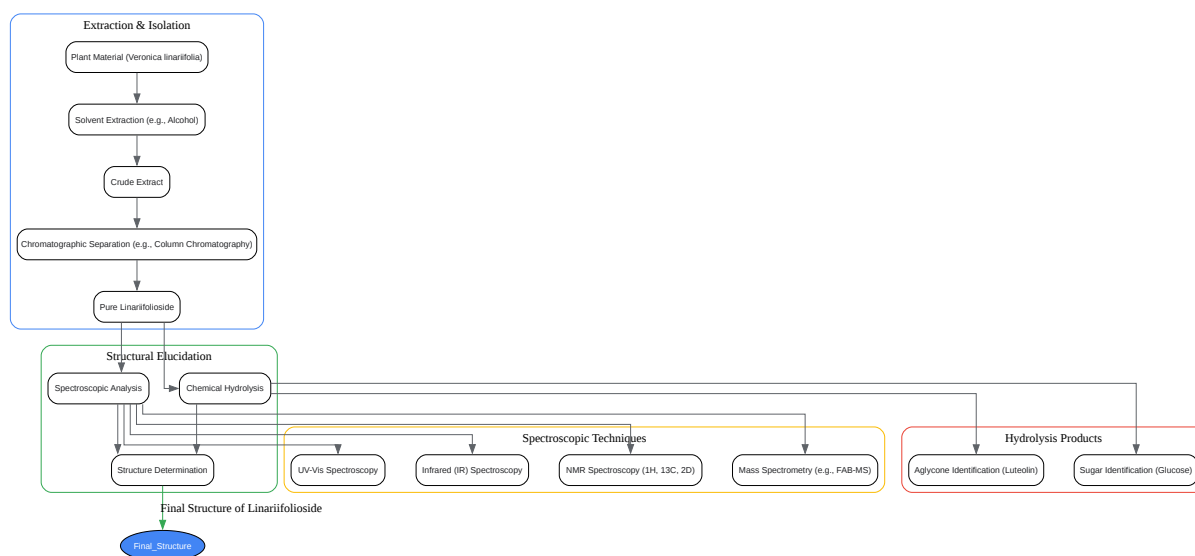 Extraction & Isolation
Plant Material (Veronica linariifolia)
Solvent Extraction (e.g., Alcohol)
Crude Extract
Chromatographic Separation (e.g., Column Chromatography)
Pure Linariifolioside
Structural Elucidation
Spectroscopic Analysis
Chemical Hydrolysis
Structure Determination
Spectroscopic Techniques
UV-Vis Spectroscopy
Infrared (IR) Spectroscopy
NMR Spectroscopy (1H, 13C, 2D)
Mass Spectrometry (e.g., FAB-MS)
Hydrolysis Products
Aglycone Identification (Luteolin)
Sugar Identification (Glucose)
Final Structure of Linariifolioside
Final_Structure